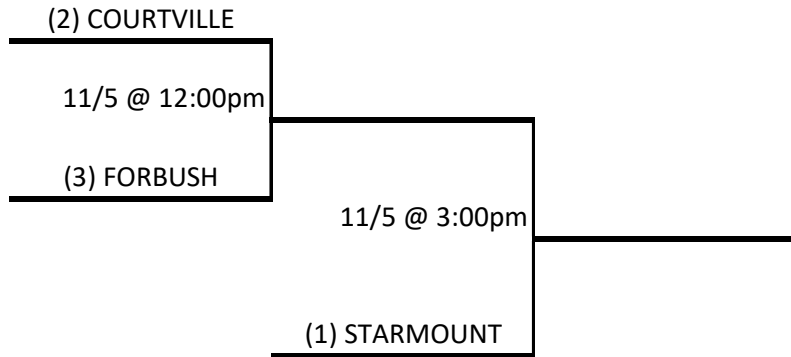 (2) COURTVILLE
11/5 @ 12:00pm
(3) FORBUSH
11/5 @ 3:00pm
(1) STARMOUNT